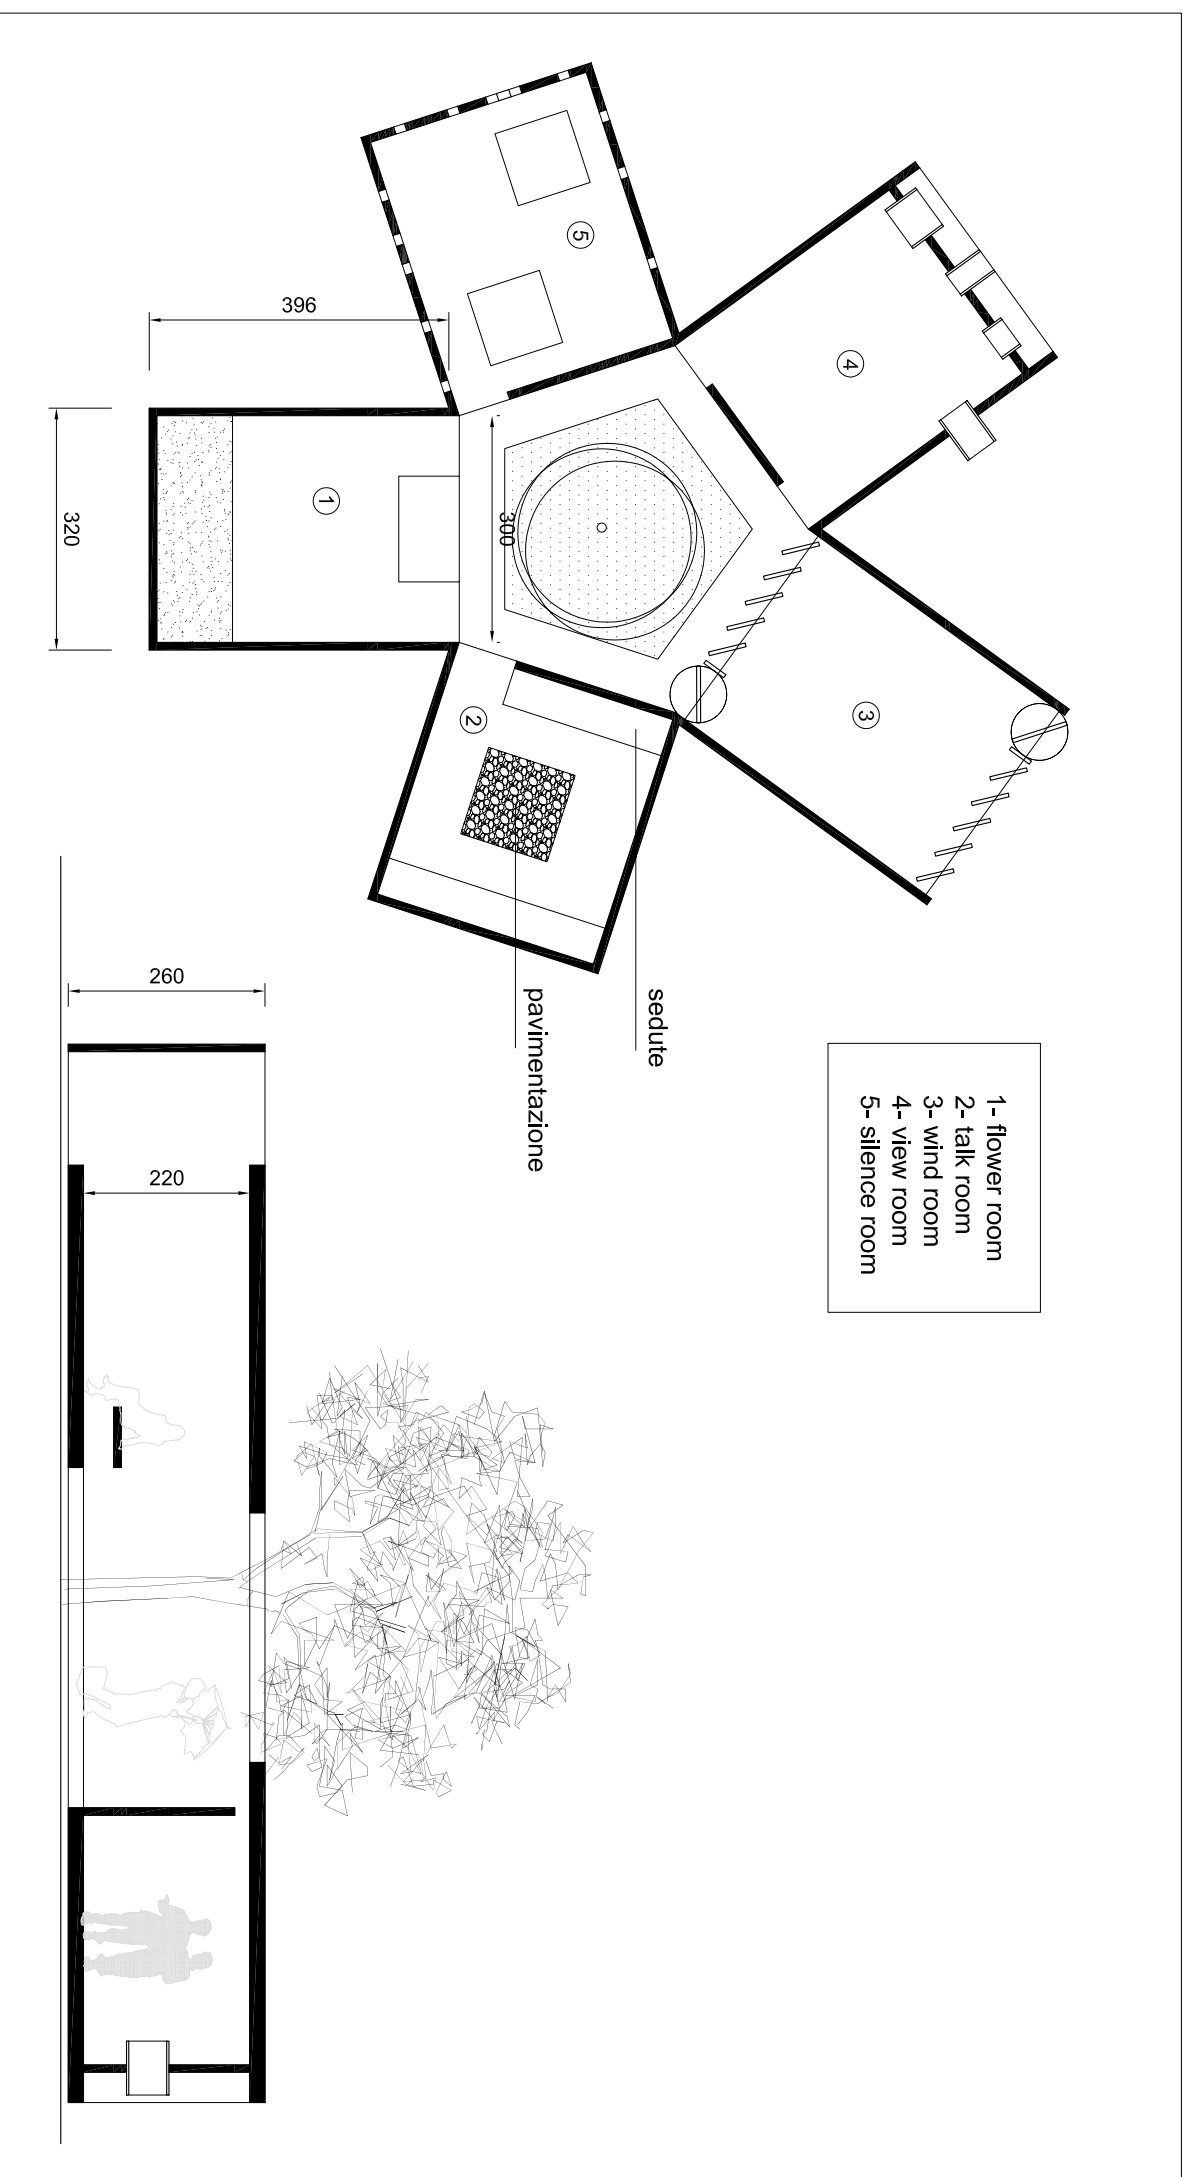 1- flower room
2- talk room
3- wind room
4- view room
5- silence room
5
4
3
1
2
396
320
300
sedute
pavimentazione
260
220